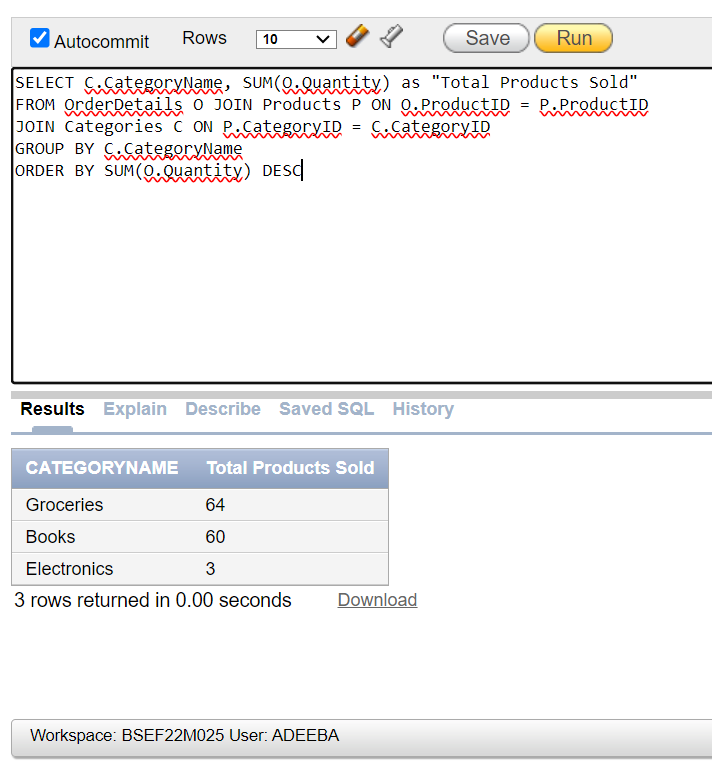 Autocommit Rows 10 Save Run
SELECT C.CategoryName, SUM(O.Quantity) as "Total Products Sold"
FROM OrderDetails O JOIN Products P ON O.ProductID = P.ProductID
JOIN Categories C ON P.CategoryID = C.CategoryID
GROUP BY C.CategoryName
ORDER BY SUM(O.Quantity) DESC
Results Explain Describe Saved SQL History
CATEGORYNAME Total Products Sold
Groceries 64
Books 60
Electronics 3
3 rows returned in 0.00 seconds Download
Workspace: BSEF22M025 User: ADEEBA